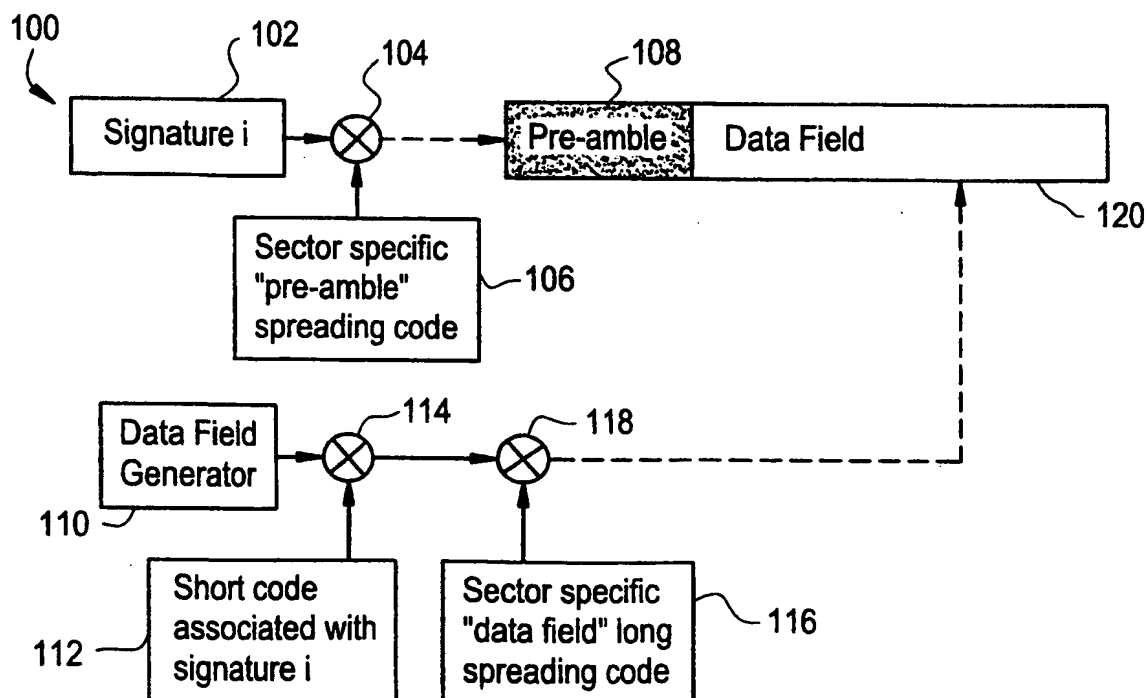 100
102
104
108
Signature i
Pre-amble
Data Field
120
Sector specific
"pre-amble"
spreading code
106
Data Field
Generator
110
114
118
Short code
associated with
signature i
112
Sector specific
"data field" long
spreading code
116